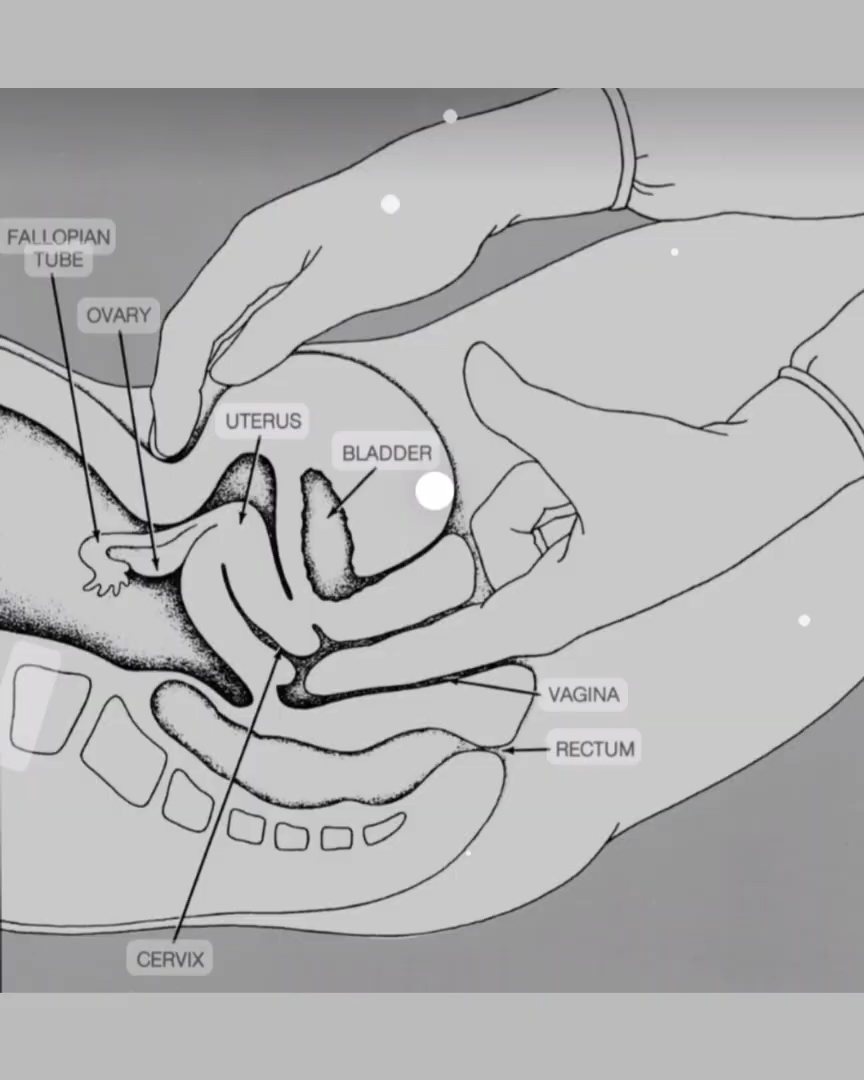 FALLOPIAN
TUBE
OVARY
UTERUS
BLADDER
VAGINA
RECTUM
CERVIX